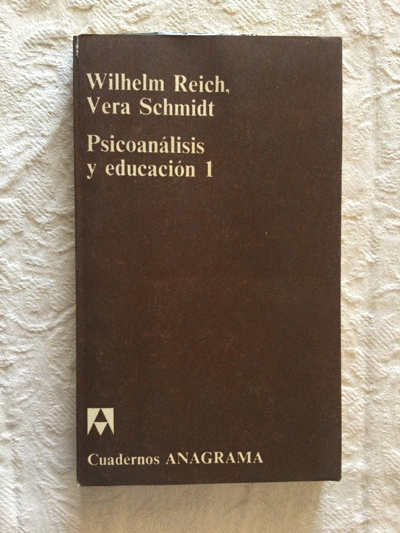 Wilhelm Reich,
Vera Schmidt
Psicoanálisis
y educación 1
Cuadernos ANAGRAMA